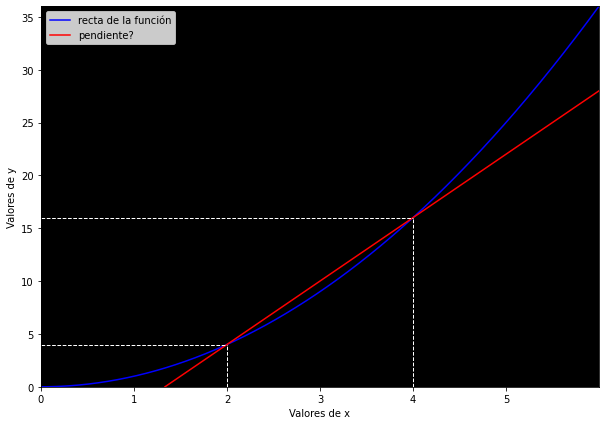 recta de la función
pendiente?
Valores de y
35
30
25
20
15
10
5
0
0 1 2 3 4 5
Valores de x